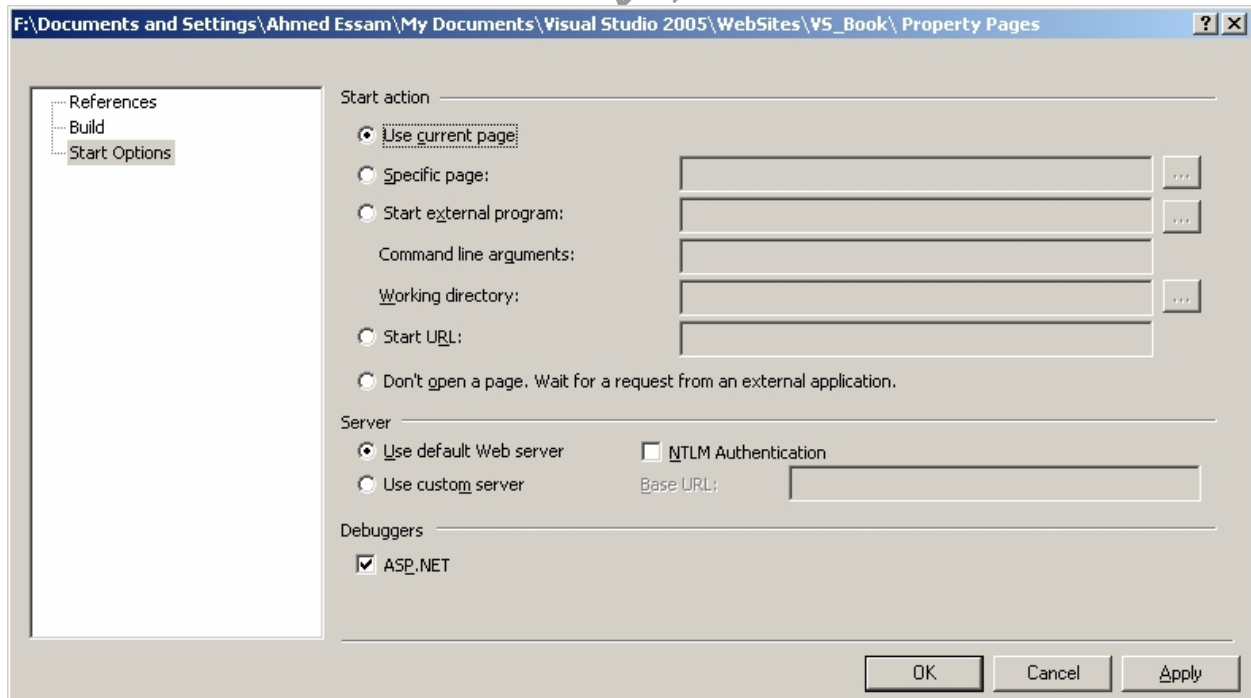 F:\Documents and Settings\Ahmed Essam\My Documents\Visual Studio 2005\WebSites\VS_Book\ Property Pages
References
Build
Start Options
Start action
Use current page
Specific page:
...
Start external program:
...
Command line arguments:
Working directory:
...
Start URL:
Don't open a page. Wait for a request from an external application.
Server
Use default Web server
NTLM Authentication
Use custom server
Base URL:
Debuggers
ASP.NET
OK
Cancel
Apply